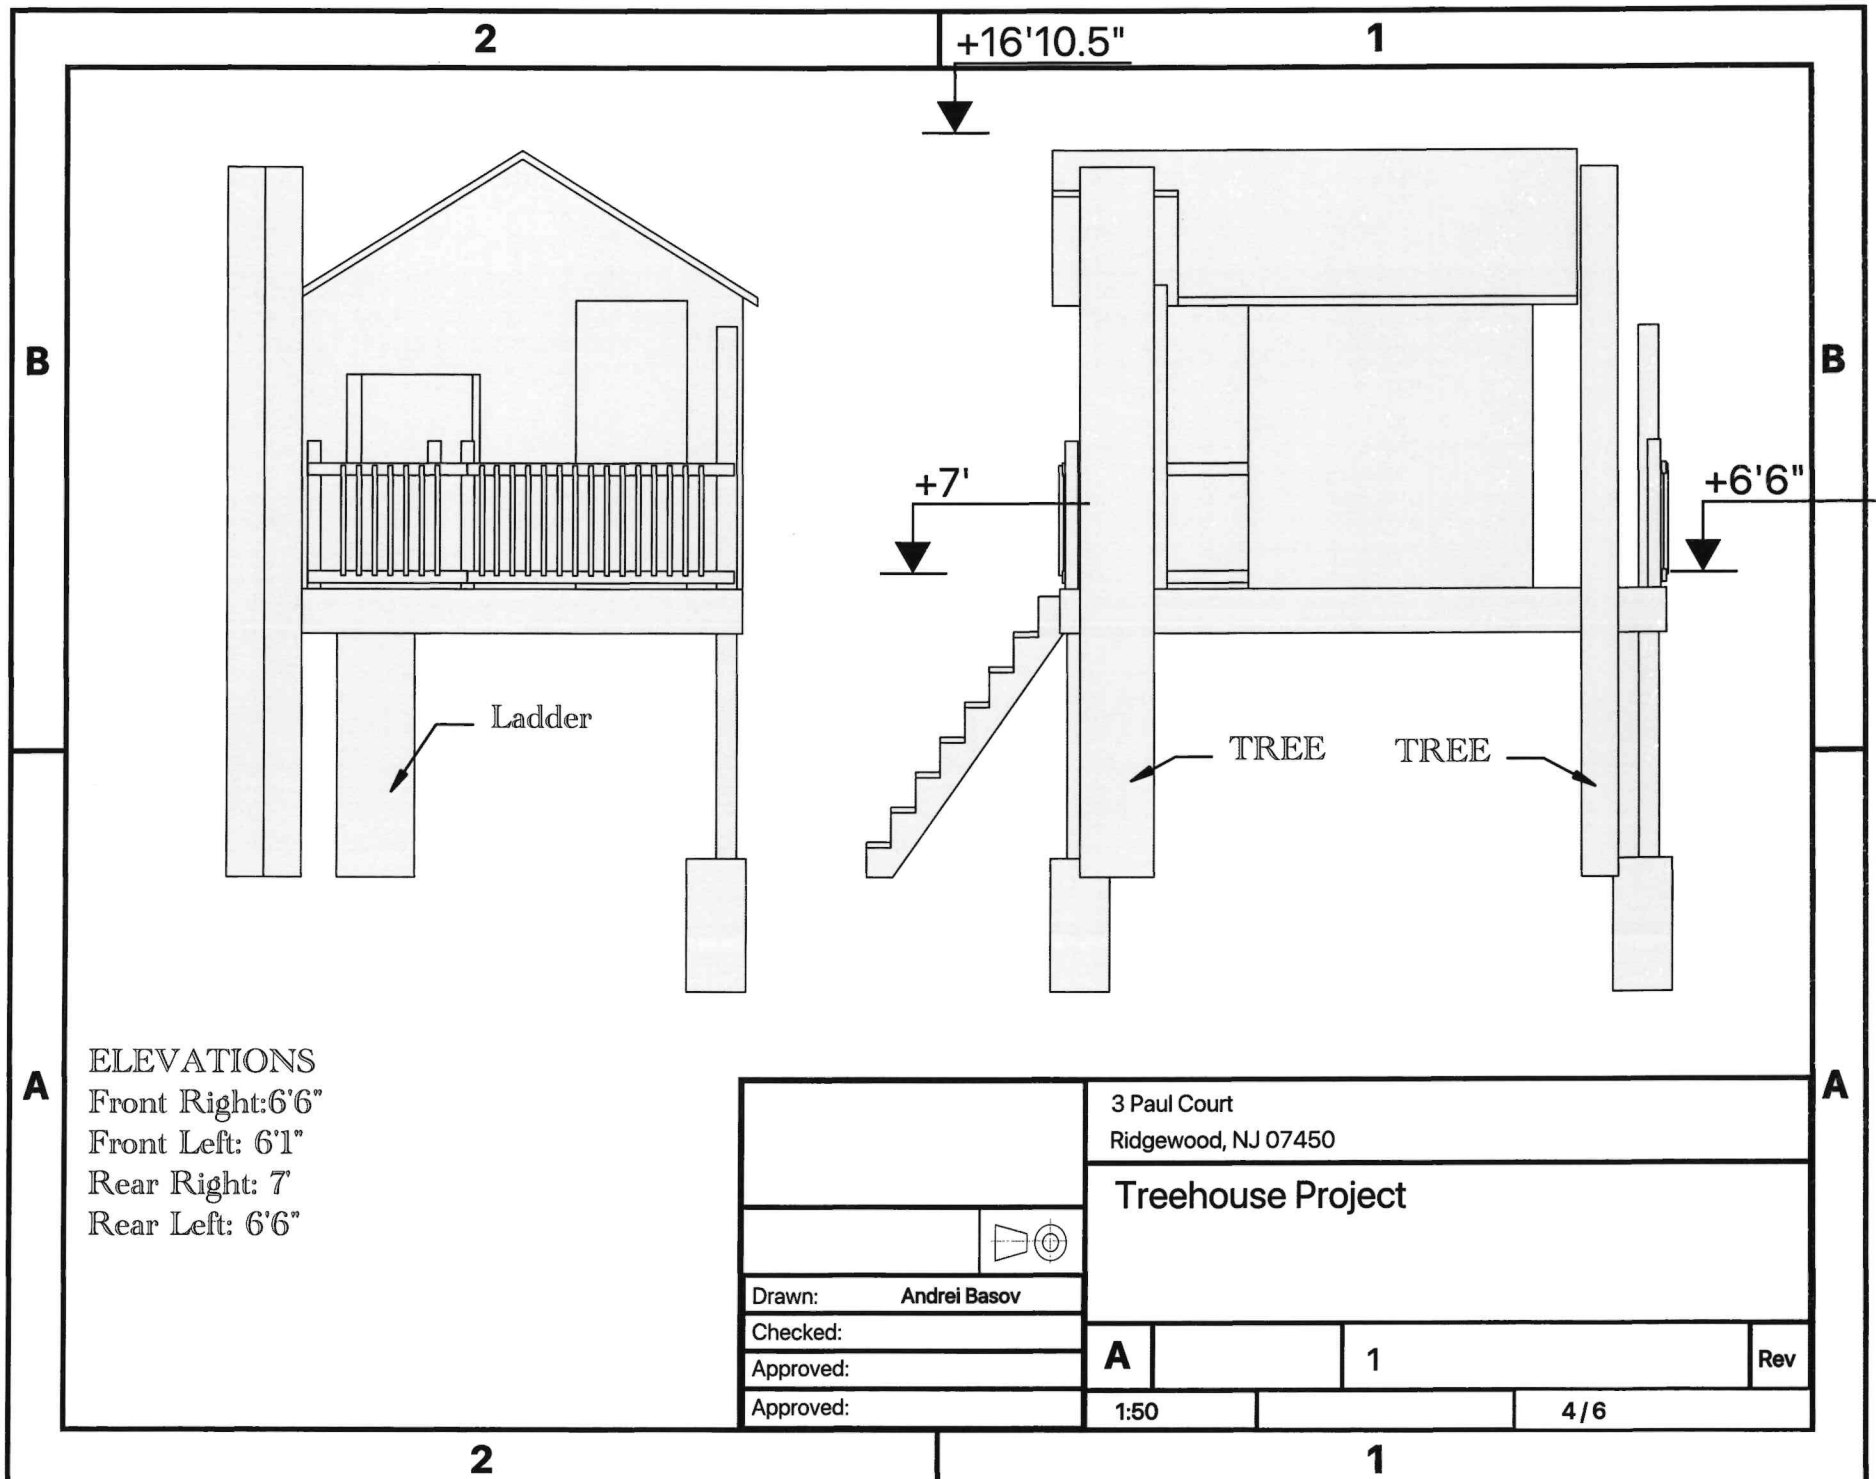 2
+16'10.5"
1
B
B
+7'
+6'6"
Ladder
TREE
TREE
ELEVATIONS
Front Right:6'6"
Front Left: 6'1"
Rear Right: 7'
Rear Left: 6'6"
A
A
3 Paul Court
Ridgewood, NJ 07450
Treehouse Project
Drawn: Andrei Basov
Checked:
Approved:
Approved:
A
1
Rev
1:50
4 / 6
2
1